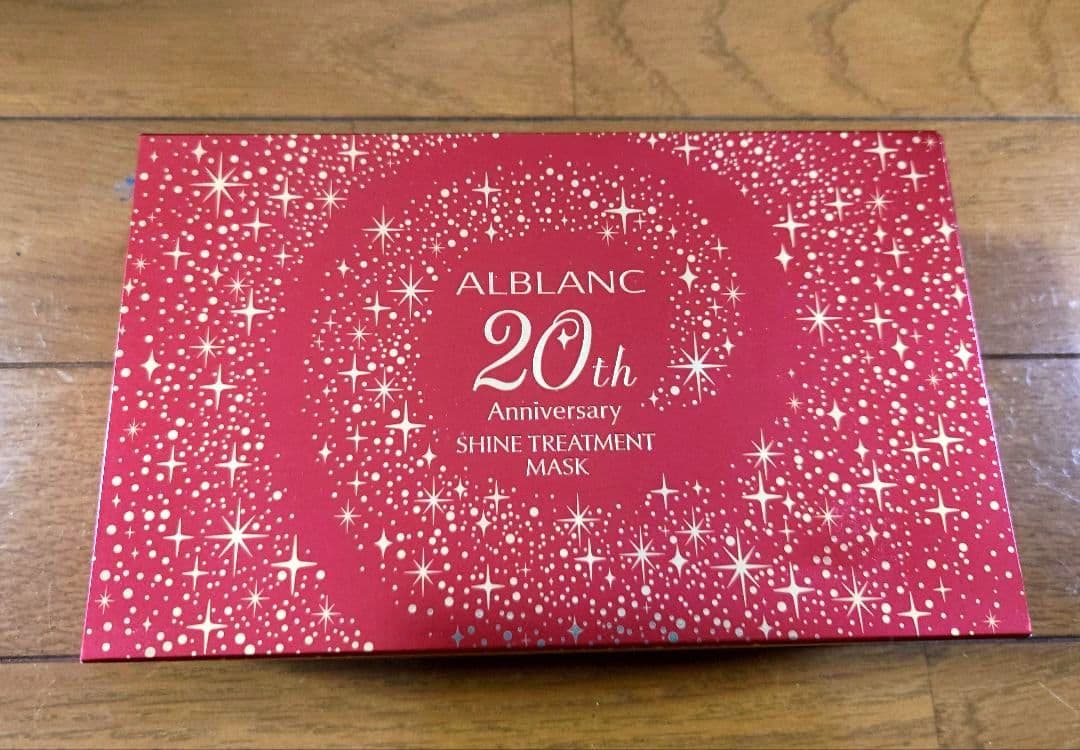 ALBLANC
20th
Anniversary
SHINE TREATMENT
MASK